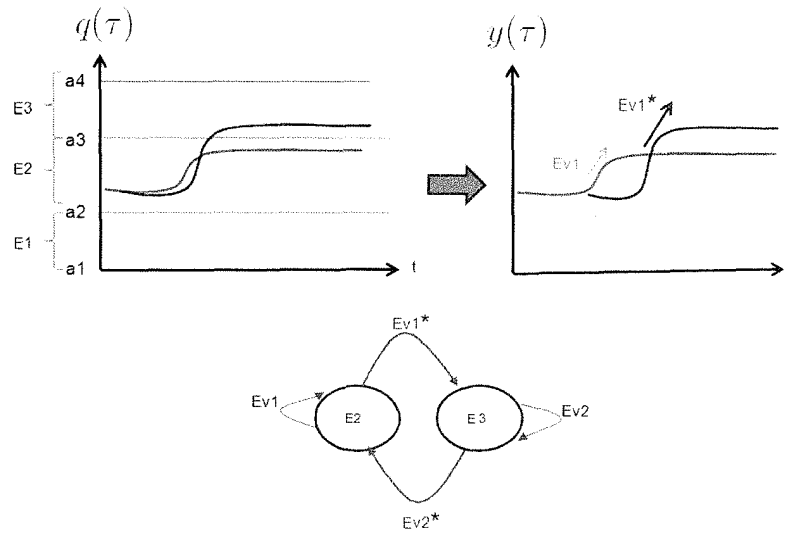 q(τ)
y(τ)
a4
E3
a3
E2
a2
E1
a1
t
Ev1
Ev1*
Ev1*
Ev1
E2
E3
Ev2
Ev2*